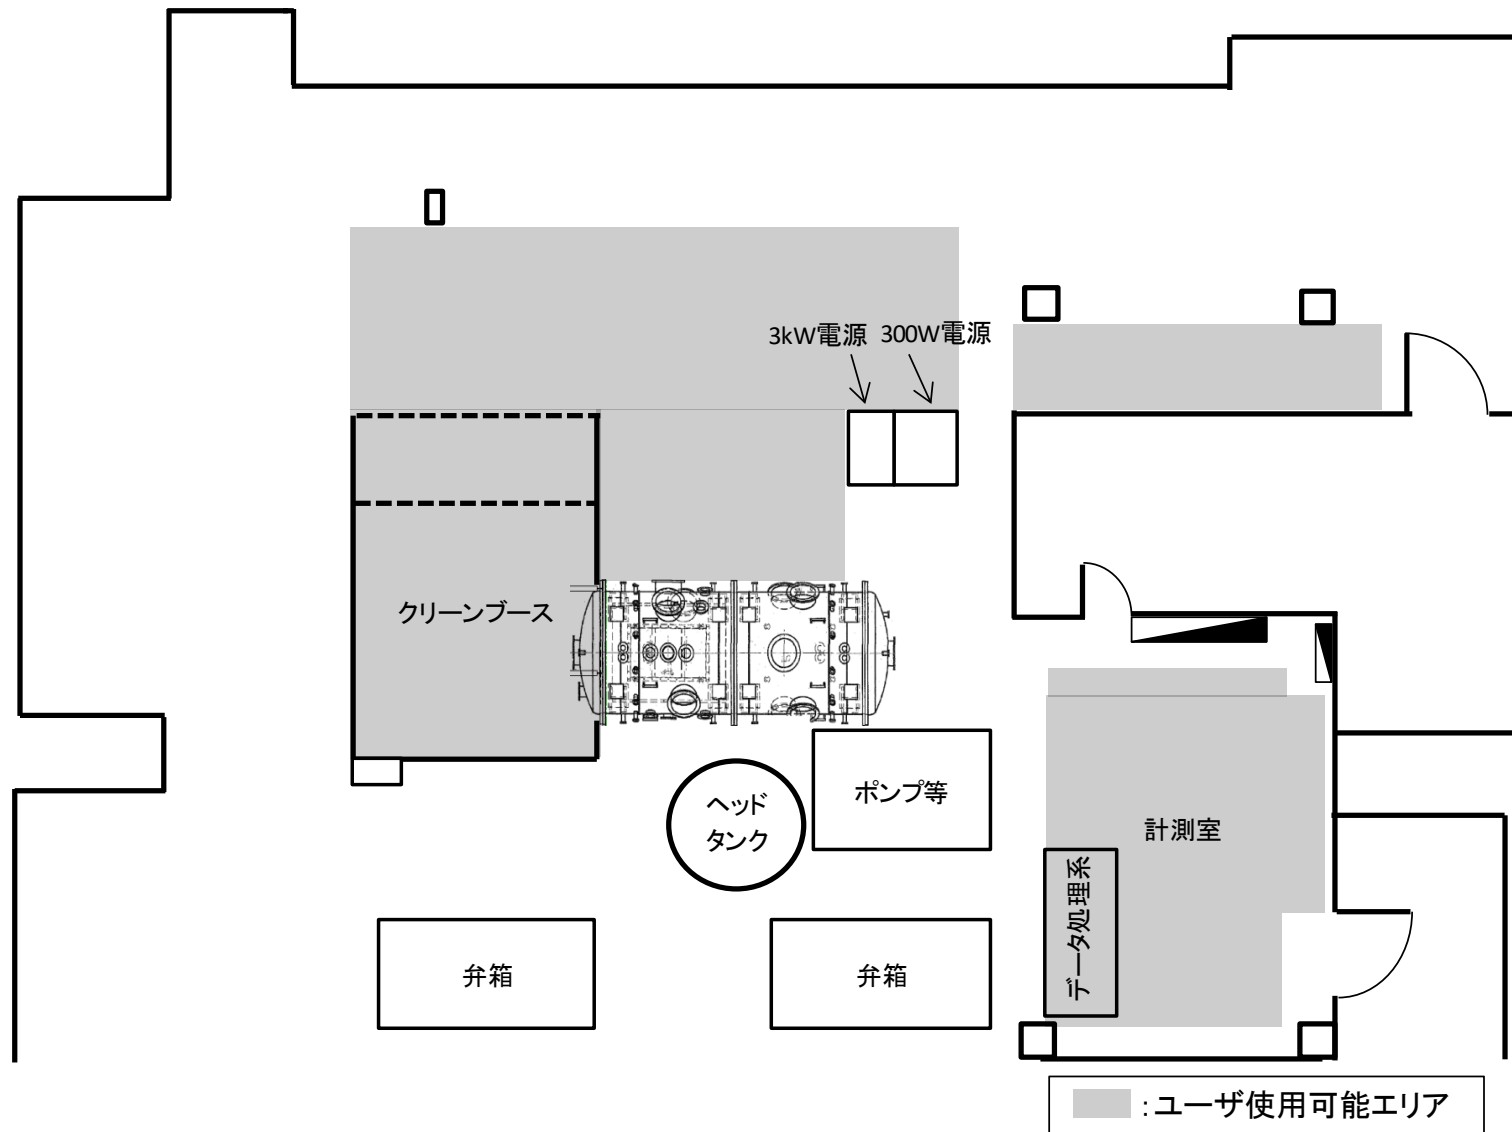 3kW電源 300W電源
クリーンブース
ヘッド
タンク
ポンプ等
計測室
データ処理系
弁箱
弁箱
：ユーザ使用可能エリア